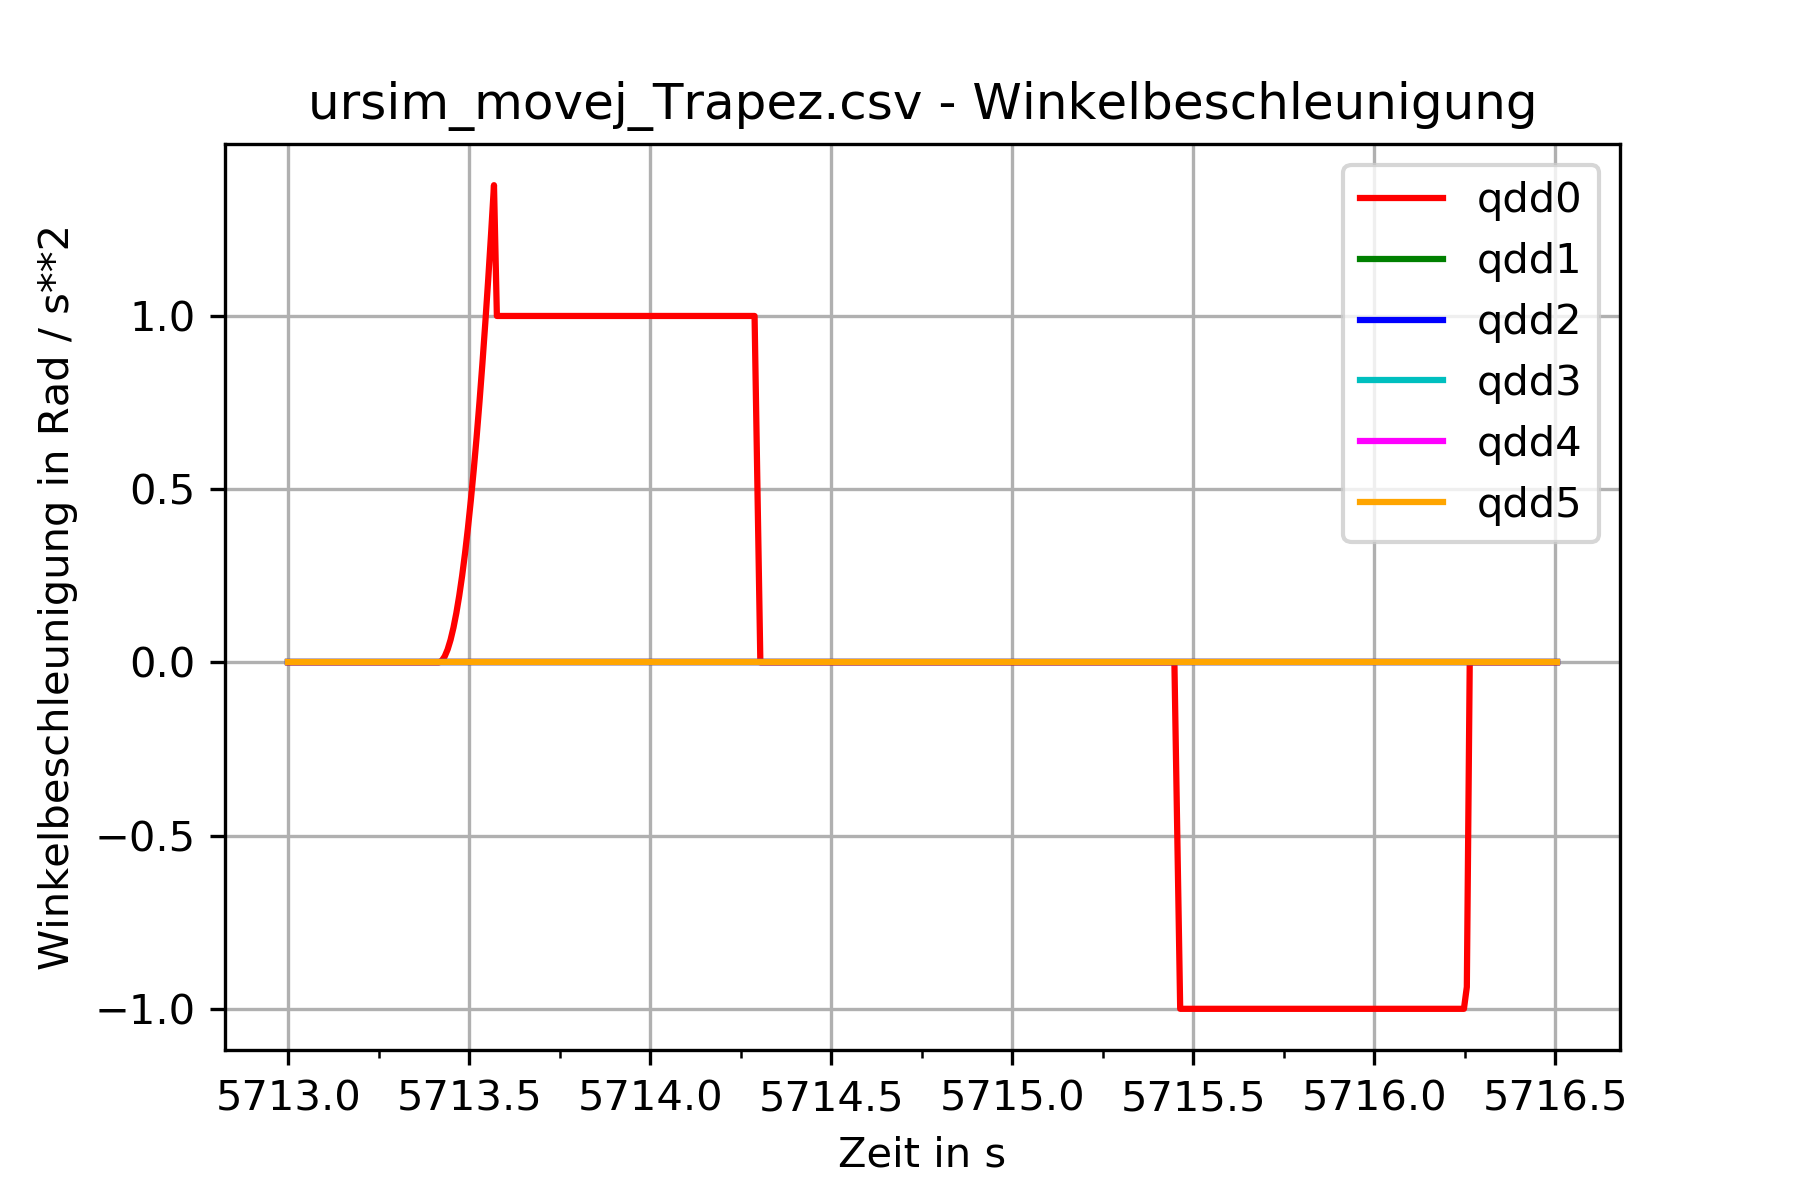 ursim_movej_Trapez.csv - Winkelbeschleunigung
Winkelbeschleunigung in Rad / s**2
1.0
0.5
0.0
−0.5
−1.0
qdd0
qdd1
qdd2
qdd3
qdd4
qdd5
5713.0 5713.5 5714.0 5714.5 5715.0 5715.5 5716.0 5716.5
Zeit in s